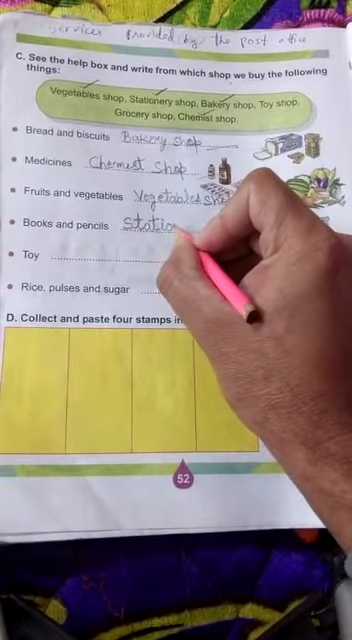 services provided by the post office
C. See the help box and write from which shop we buy the following
things:
Vegetables shop, Stationery shop, Bakery shop, Toy shop,
Grocery shop, Chemist shop.
Bread and biscuits Bakery shop
Medicines Chemist shop
Fruits and vegetables Vegetables sh
Books and pencils Statio
Toy
Rice, pulses and sugar
D. Collect and paste four stamps in
52